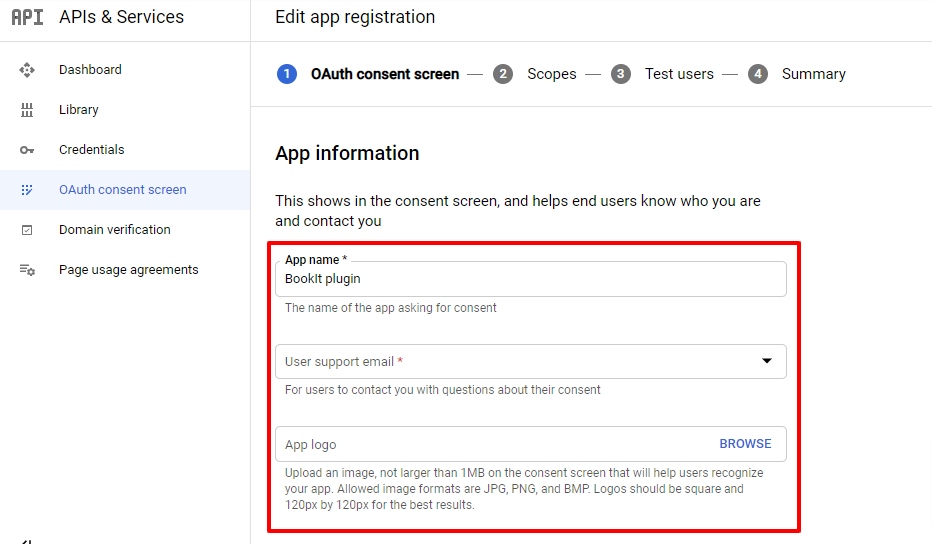 API APIs & Services
Edit app registration
1 OAuth consent screen — 2 Scopes — 3 Test users — 4 Summary
Dashboard
Library
Credentials
OAuth consent screen
Domain verification
Page usage agreements
App information
This shows in the consent screen, and helps end users know who you are
and contact you
App name *
BookIt plugin
The name of the app asking for consent
User support email *
For users to contact you with questions about their consent
App logo BROWSE
Upload an image, not larger than 1MB on the consent screen that will help users recognize
your app. Allowed image formats are JPG, PNG, and BMP. Logos should be square and
120px by 120px for the best results.